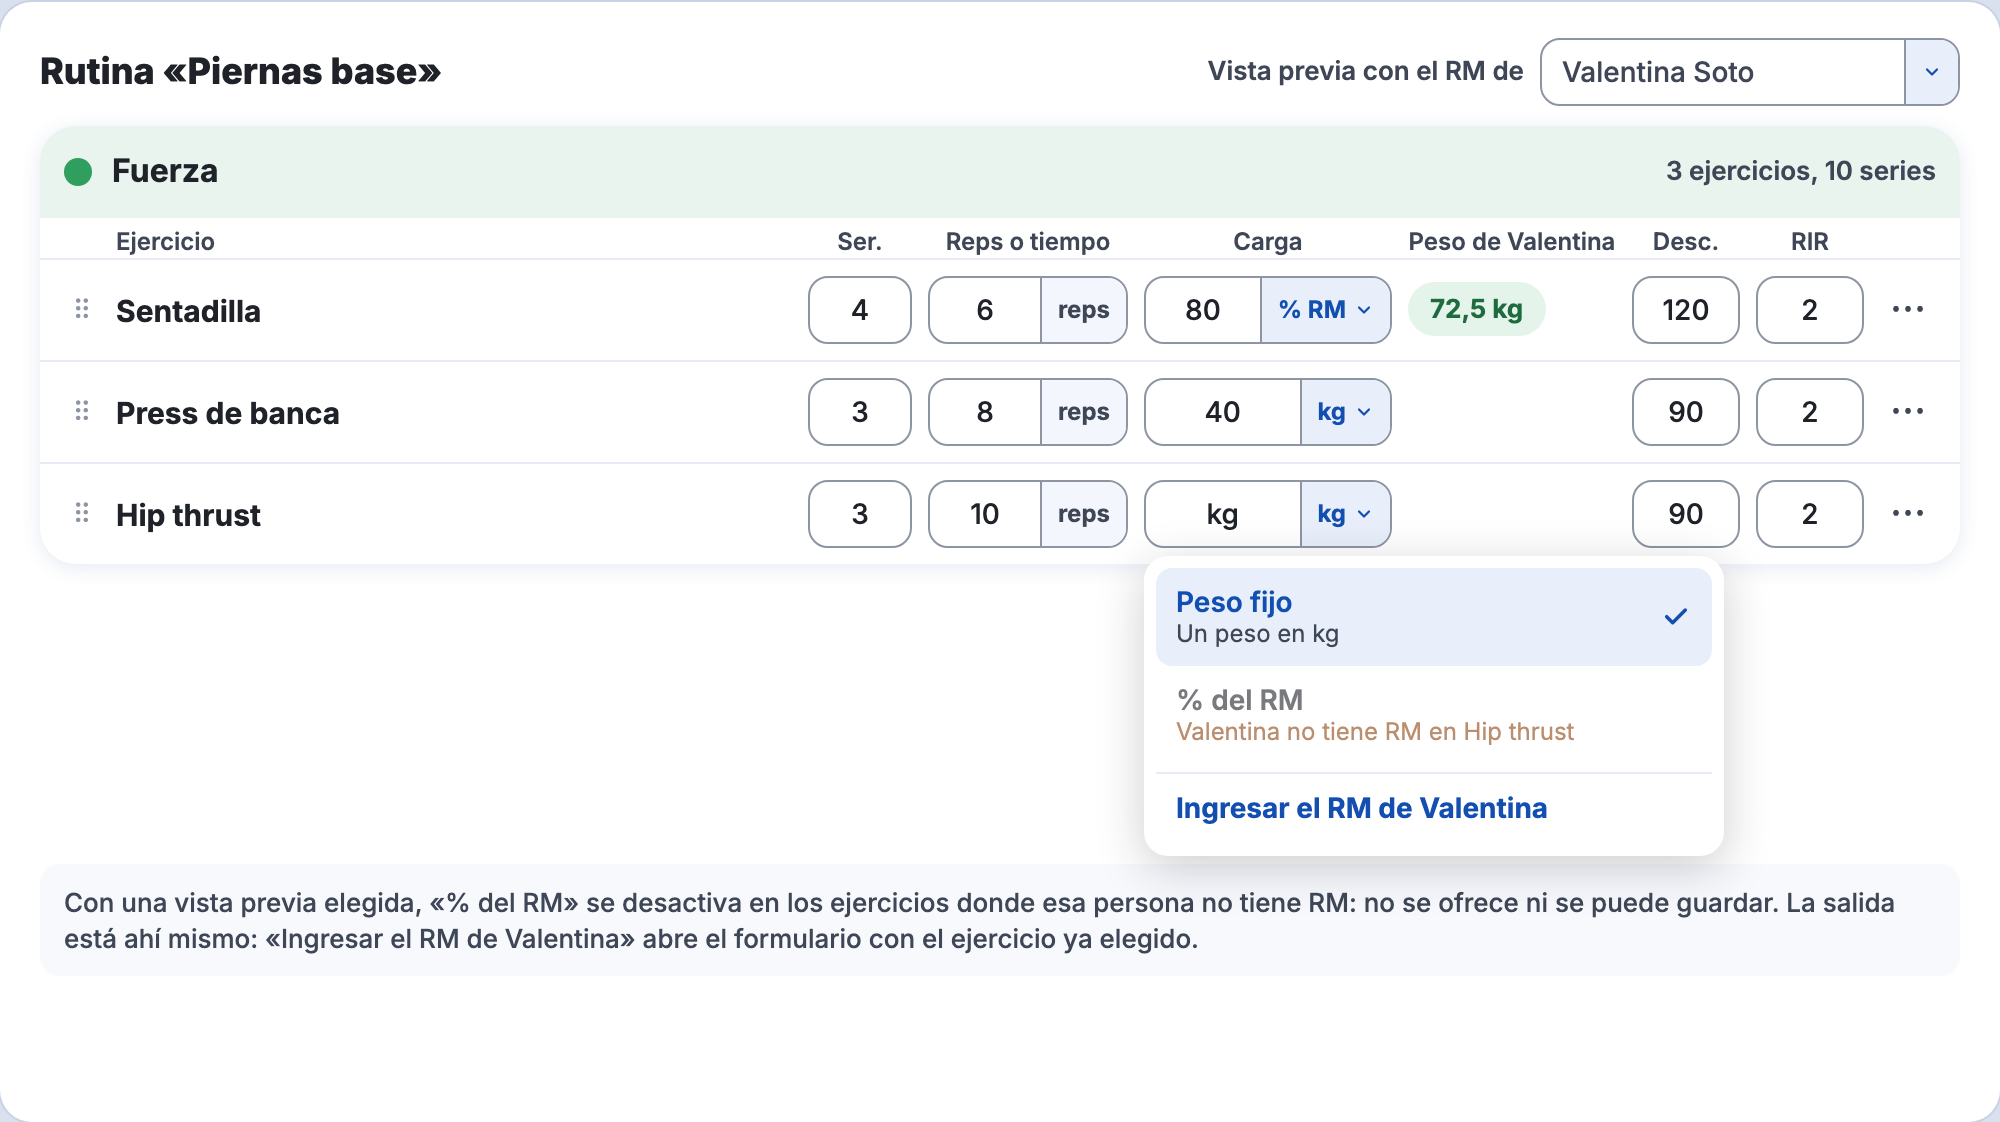 Rutina «Piernas base»
Vista previa con el RM de
Valentina Soto
Fuerza
3 ejercicios, 10 series
Ejercicio Ser. Reps o tiempo Carga Peso de Valentina Desc. RIR
Sentadilla 4 6 reps 80 % RM 72,5 kg 120 2
Press de banca 3 8 reps 40 kg 90 2
Hip thrust 3 10 reps kg kg 90 2
Peso fijo
Un peso en kg
% del RM
Valentina no tiene RM en Hip thrust
Ingresar el RM de Valentina
Con una vista previa elegida, «% del RM» se desactiva en los ejercicios donde esa persona no tiene RM: no se ofrece ni se puede guardar. La salida
está ahí mismo: «Ingresar el RM de Valentina» abre el formulario con el ejercicio ya elegido.